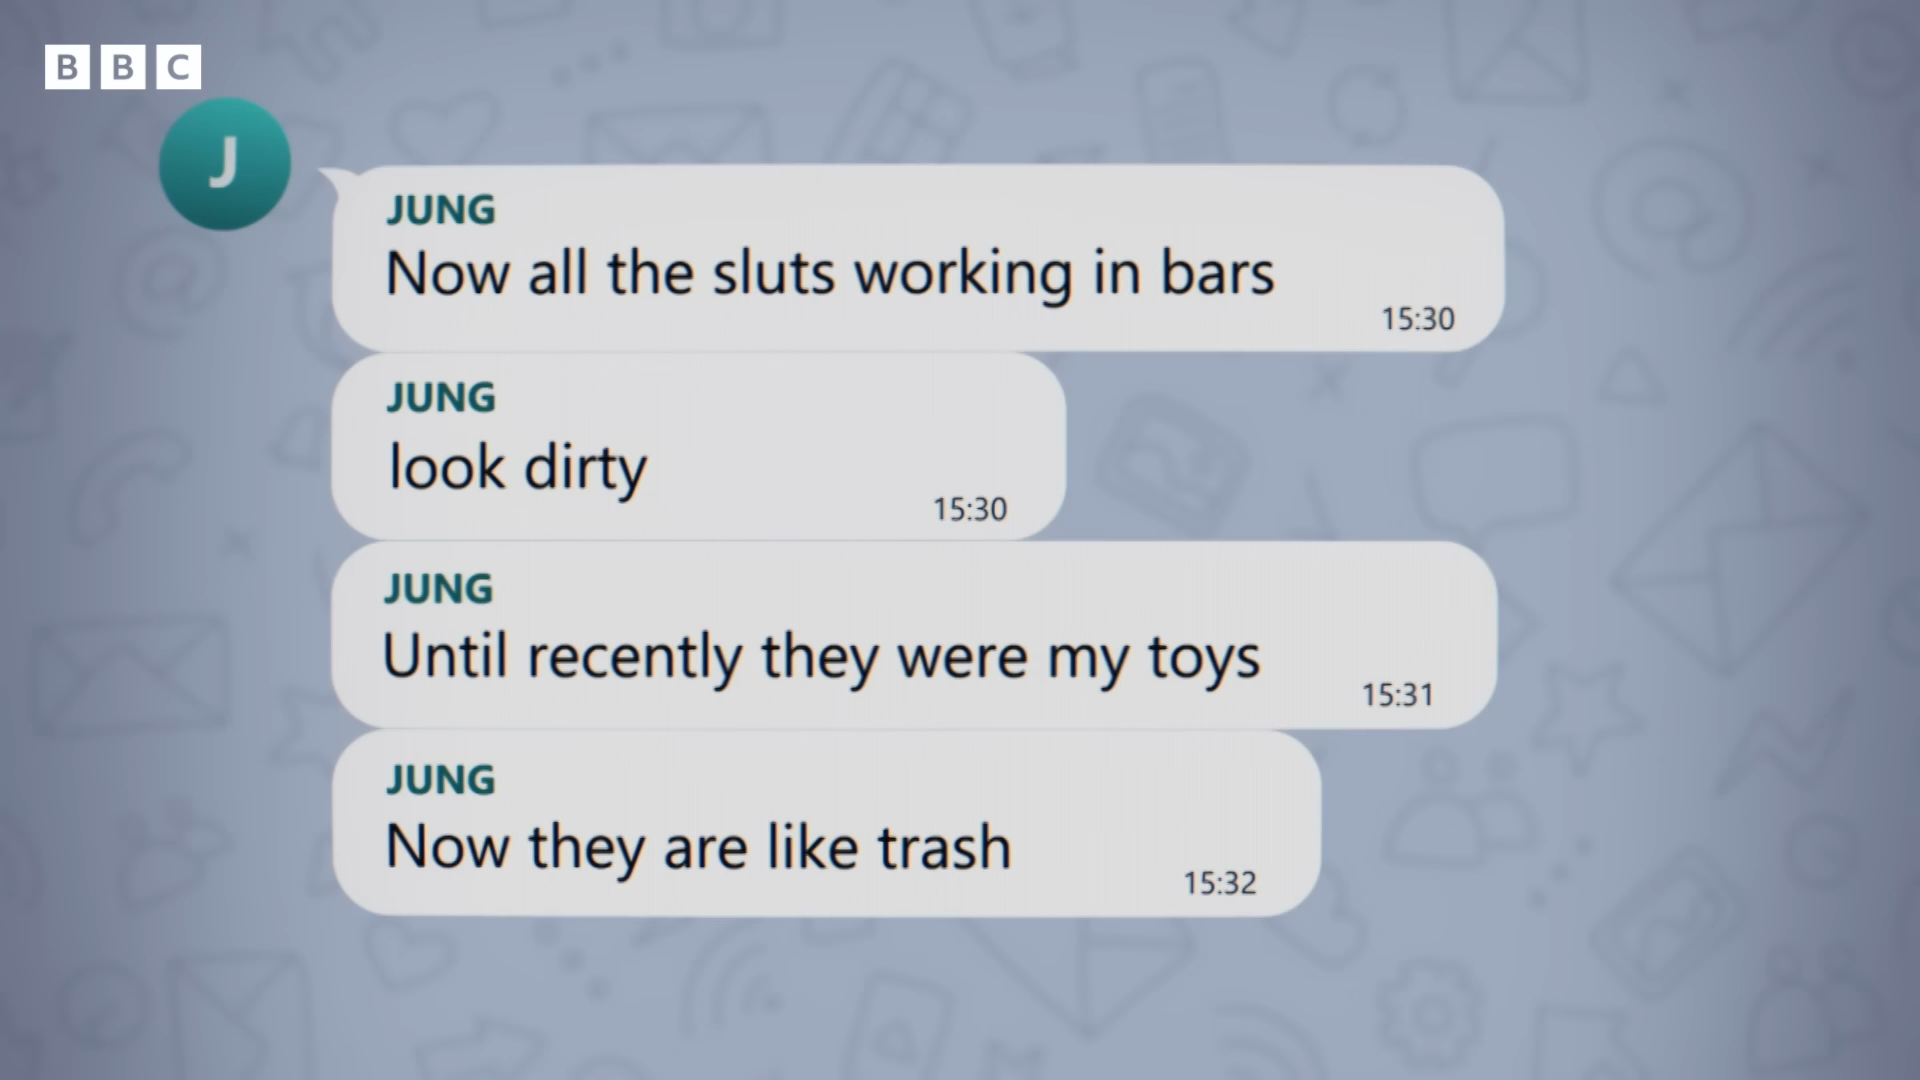 BBC
J
JUNG
Now all the sluts working in bars
15:30
JUNG
look dirty
15:30
JUNG
Until recently they were my toys
15:31
JUNG
Now they are like trash
15:32